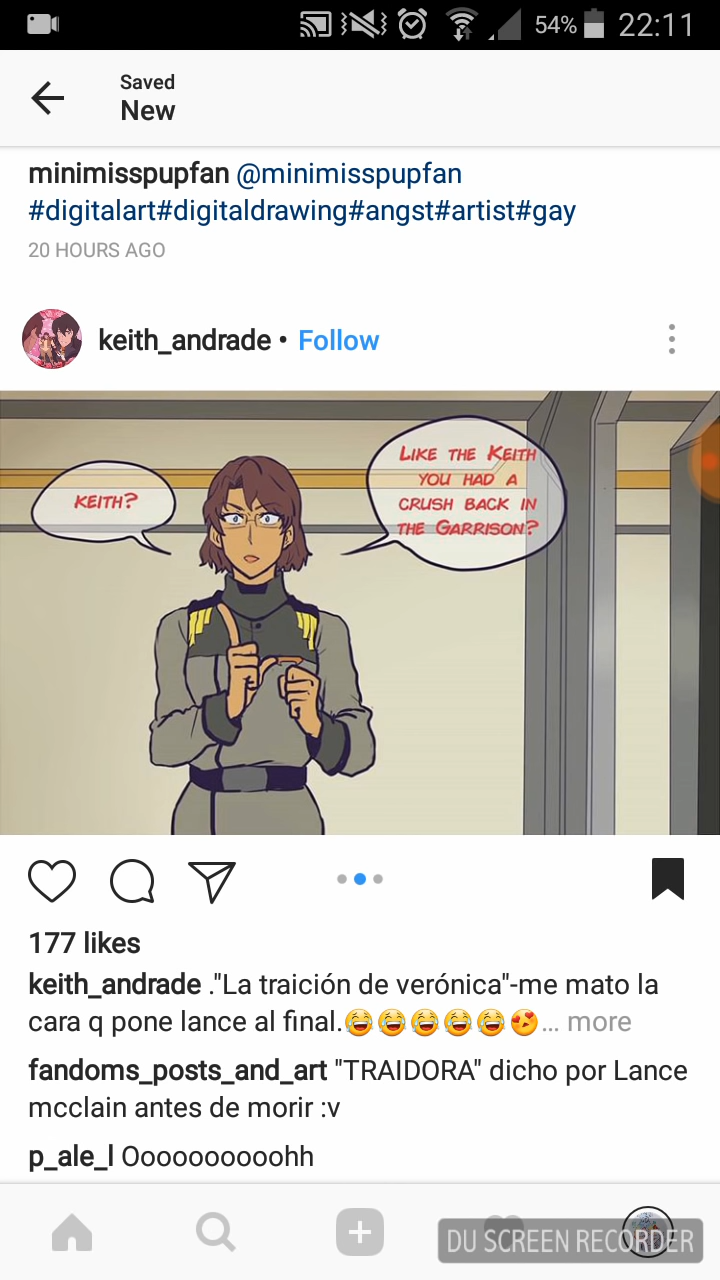 54% 22:11
Saved
New
minimisspupfan @minimisspupfan
#digitalart#digitaldrawing#angst#artist#gay
20 HOURS AGO
keith_andrade • Follow
KEITH?
LIKE THE KEITH
YOU HAD A
CRUSH BACK IN
THE GARRISON?
177 likes
keith_andrade ."La traición de verónica"-me mato la
cara q pone lance al final.😂😂😂😂😂😍... more
fandoms_posts_and_art "TRAIDORA" dicho por Lance
mcclain antes de morir :v
p_ale_l Oooooooooohh
DU SCREEN RECORDER